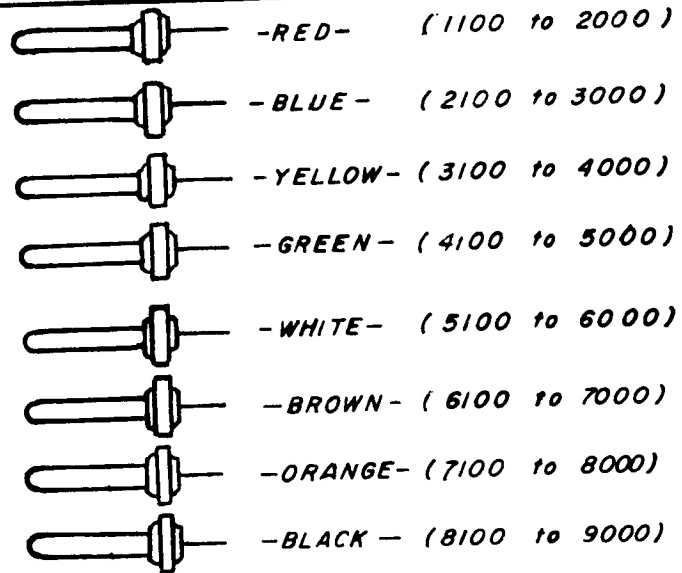 -RED- (1100 to 2000)
-BLUE- (2100 to 3000)
-YELLOW- (3100 to 4000)
-GREEN- (4100 to 5000)
-WHITE- (5100 to 6000)
-BROWN- (6100 to 7000)
-ORANGE- (7100 to 8000)
-BLACK- (8100 to 9000)